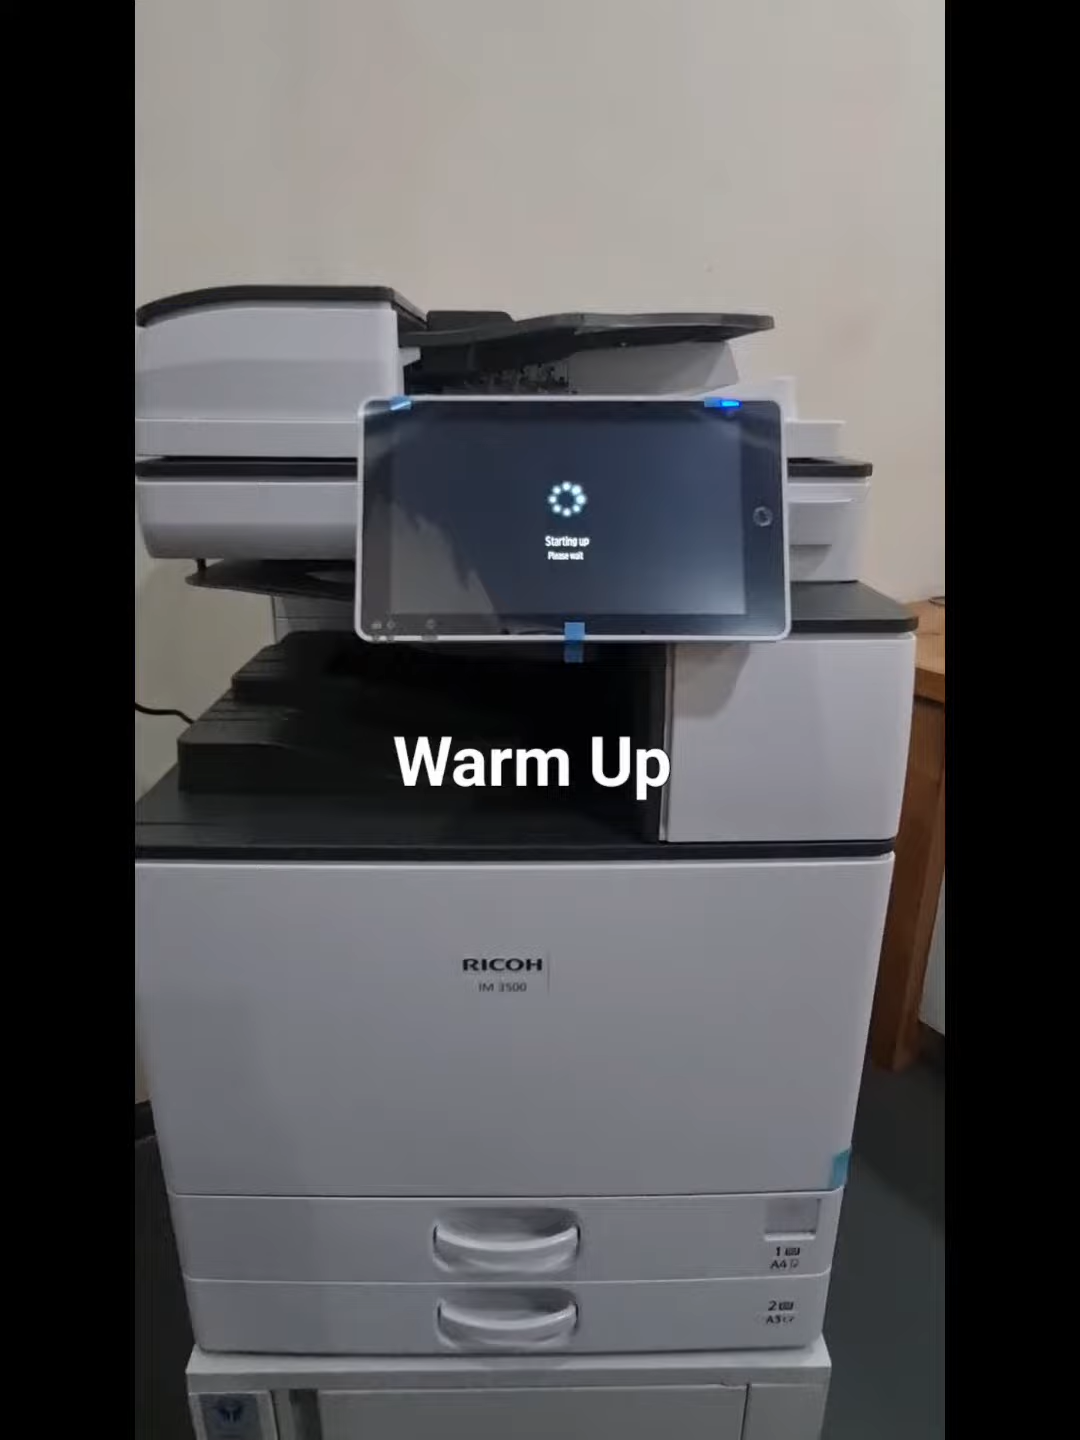 Starting up
Please wait
Warm Up
RICOH
IM 3500
1
A4
2
A3